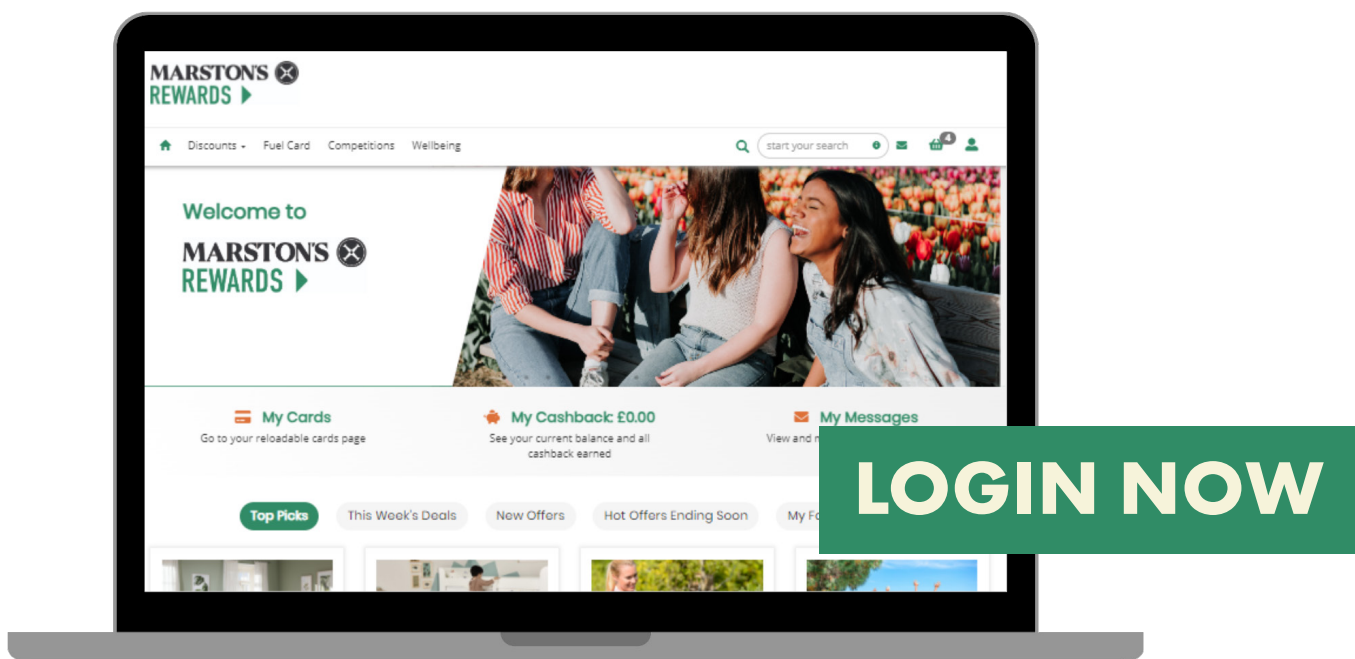 MARSTON'S
REWARDS
Discounts
Fuel Card
Competitions
Wellbeing
start your search
4
Welcome to
MARSTON'S
REWARDS
My Cards
Go to your reloadable cards page
My Cashback: £0.00
See your current balance and all
cashback earned
My Messages
View and
LOGIN NOW
Top Picks
This Week's Deals
New Offers
Hot Offers Ending Soon
My